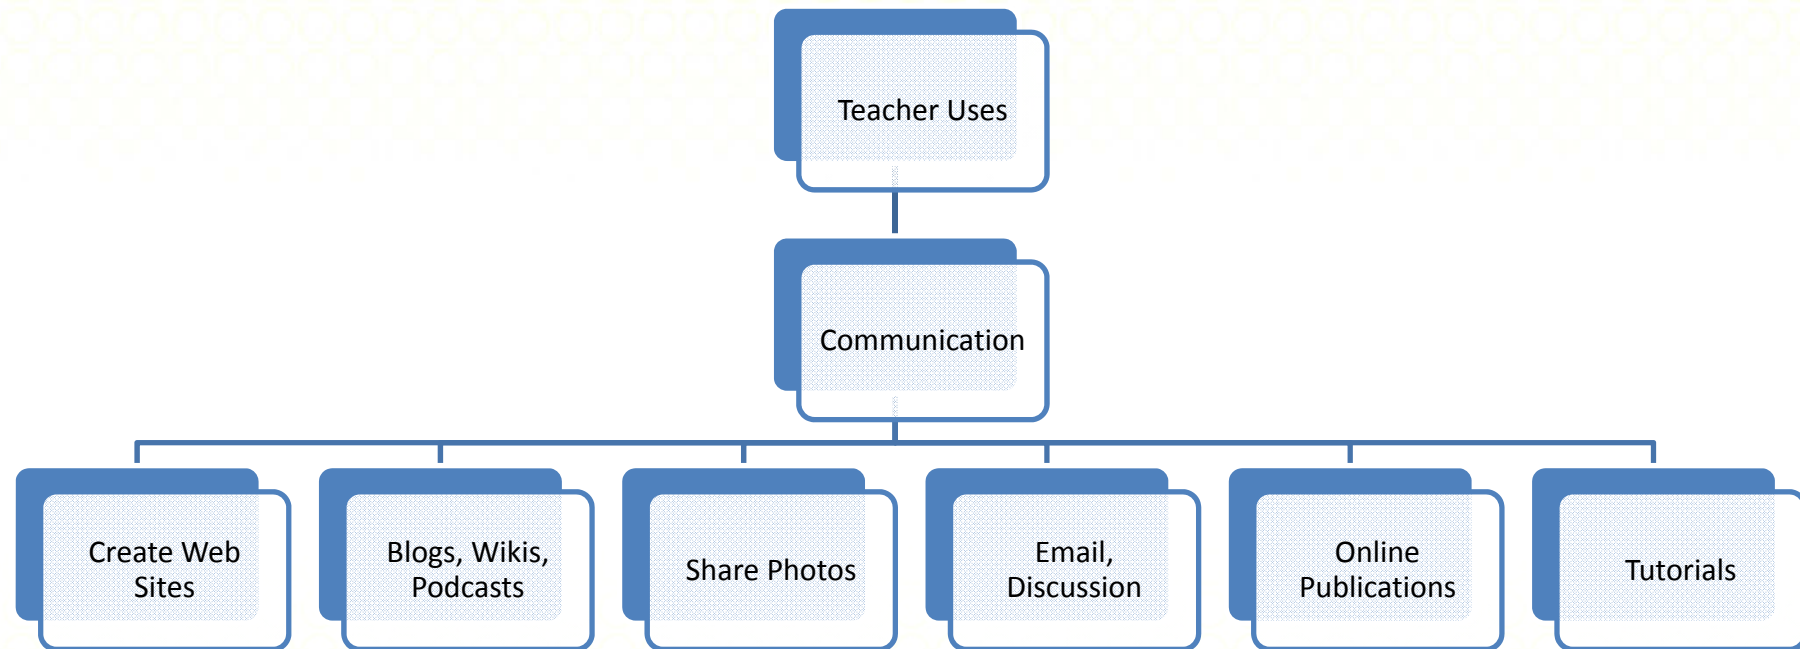 Teacher Uses
Communication
Create Web
Sites
Blogs, Wikis,
Podcasts
Share Photos
Email,
Discussion
Online
Publications
Tutorials